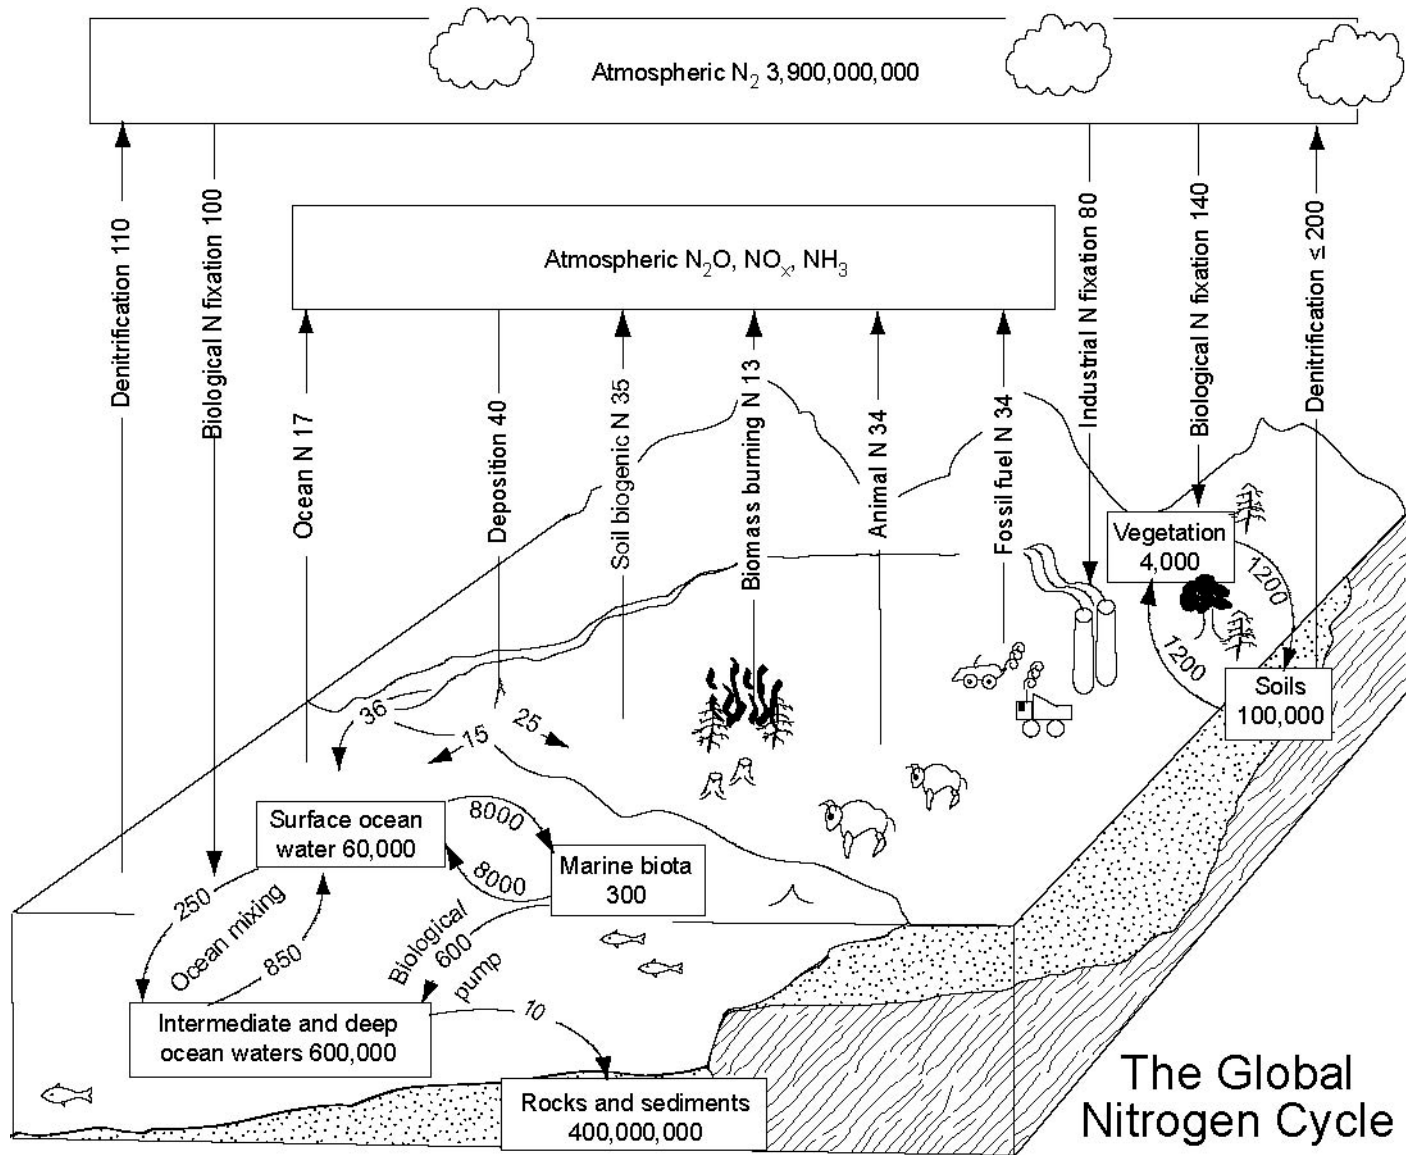 Atmospheric N₂ 3,900,000,000
Denitrification 110
Biological N fixation 100
Atmospheric N₂O, NOₓ, NH₃
Industrial N fixation 80
Biological N fixation 140
Denitrification ≤ 200
Ocean N 17
Deposition 40
Soil biogenic N 35
Biomass burning N 13
Animal N 34
Fossil fuel N 34
Vegetation
4,000
1200
1200
Soils
100,000
36
15
25
Surface ocean
water 60,000
8000
8000
Marine biota
300
250
Ocean mixing
850
Biological
600
pump
Intermediate and deep
ocean waters 600,000
10
Rocks and sediments
400,000,000
The Global
Nitrogen Cycle